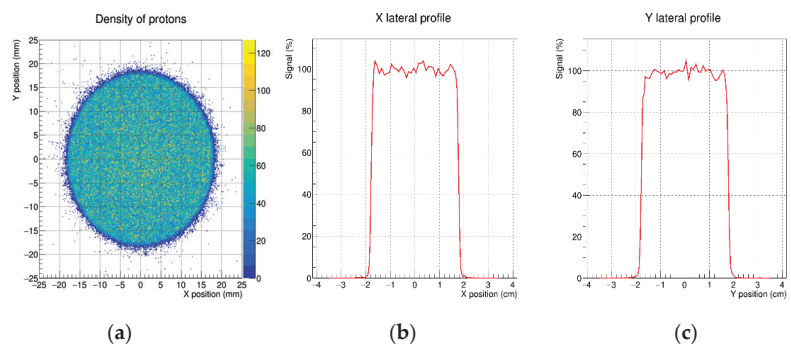 Density of protons
Y position (mm)
25
20
15
10
5
0
−5
−10
−15
−20
−25
−25 −20 −15 −10 −5 0 5 10 15 20 25
X position (mm)
120
100
80
60
40
20
0
(a)
X lateral profile
Signal (%)
100
80
60
40
20
0
−4 −3 −2 −1 0 1 2 3 4
X position (cm)
(b)
Y lateral profile
Signal (%)
100
80
60
40
20
0
−4 −3 −2 −1 0 1 2 3 4
Y position (cm)
(c)